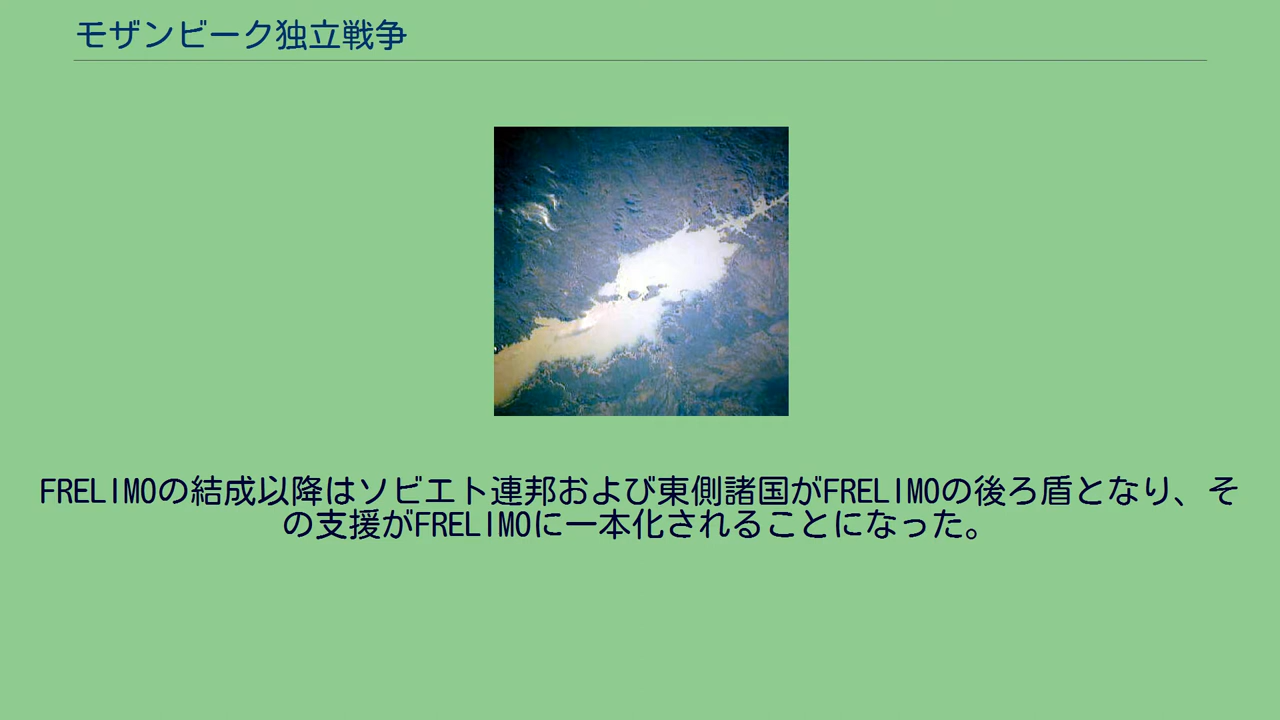 モザンビーク独立戦争
FRELIMOの結成以降はソビエト連邦および東側諸国がFRELIMOの後ろ盾となり、そ
の支援がFRELIMOに一本化されることになった。